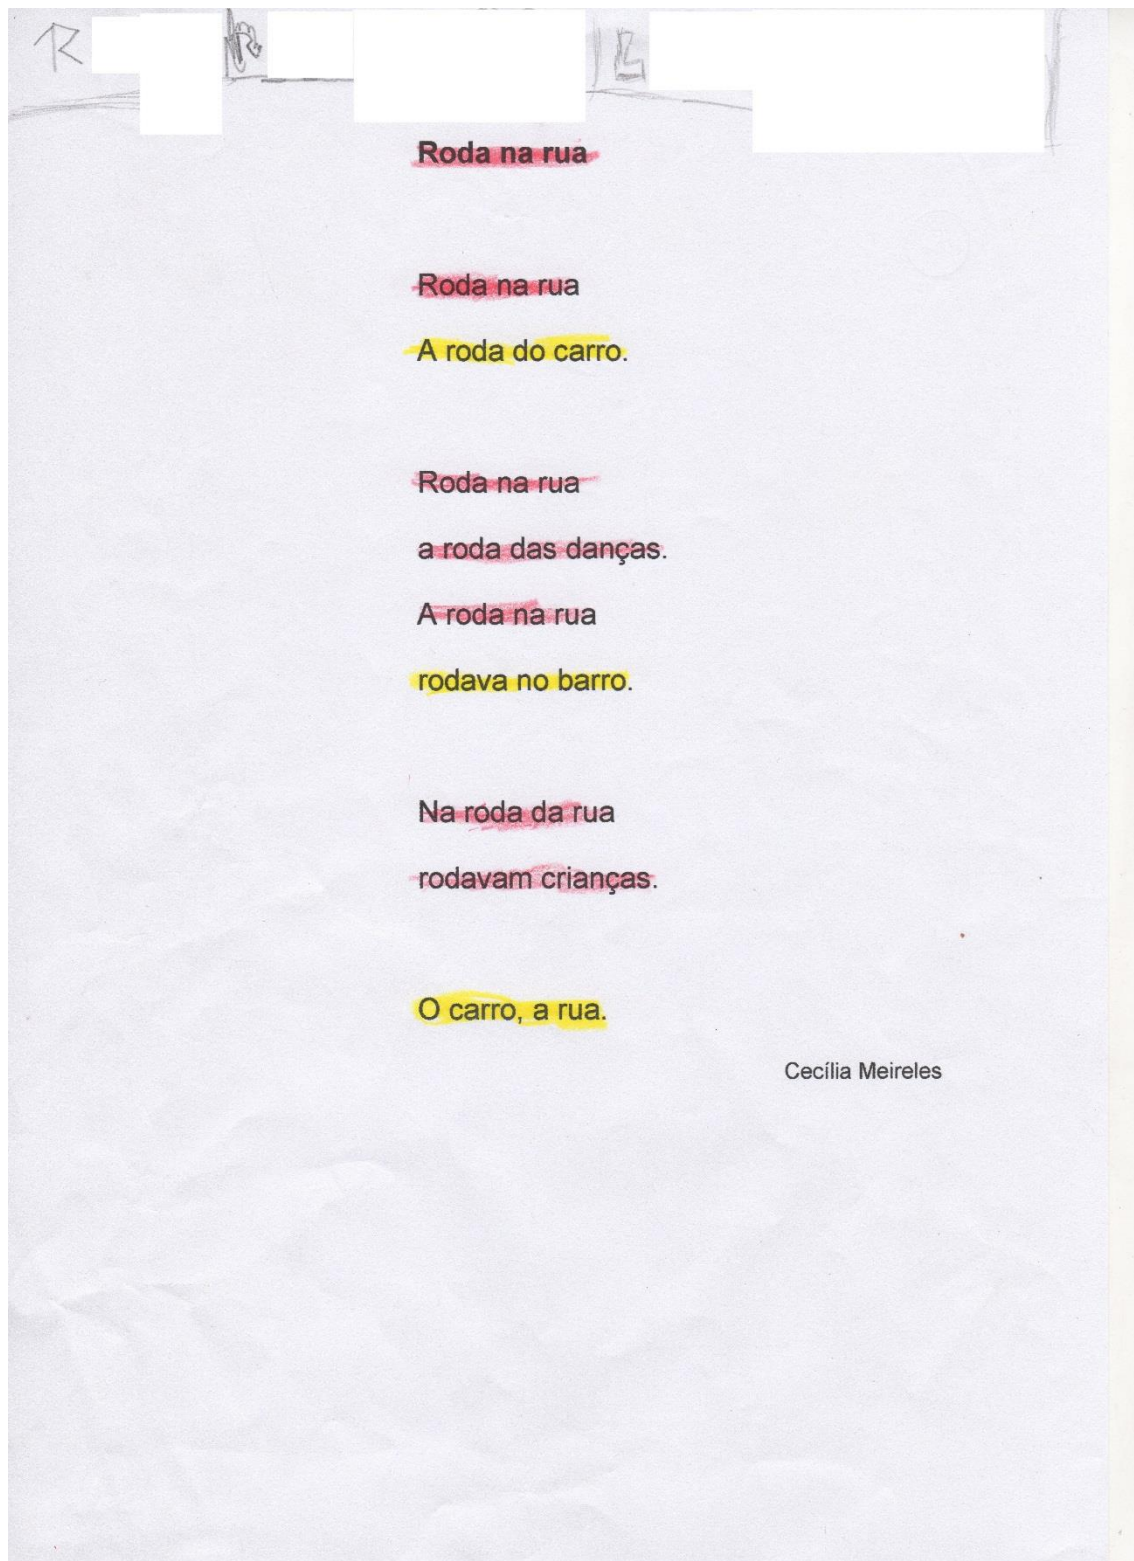 Roda na rua
Roda na rua
A roda do carro.
Roda na rua
a roda das danças.
A roda na rua
rodava no barro.
Na roda da rua
rodavam crianças.
O carro, a rua.
Cecília Meireles